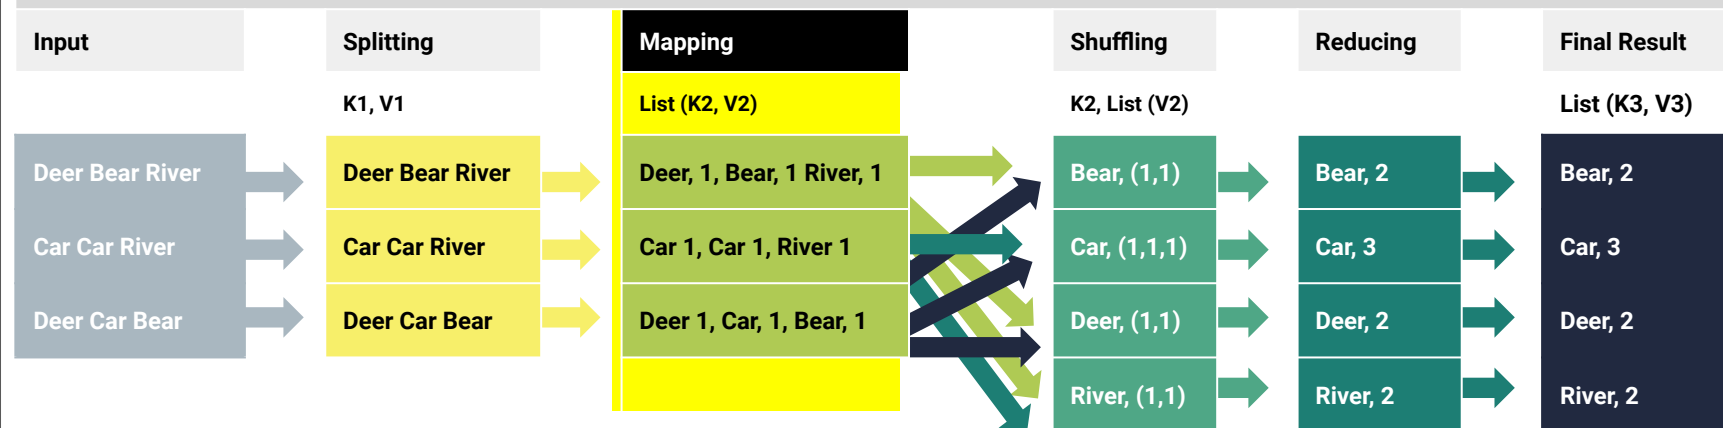 Input Splitting Mapping Shuffling Reducing Final Result
K1, V1 List (K2, V2) K2, List (V2) List (K3, V3)
Deer Bear River Deer Bear River Deer, 1, Bear, 1 River, 1 Bear, (1,1) Bear, 2 Bear, 2
Car Car River Car Car River Car 1, Car 1, River 1 Car, (1,1,1) Car, 3 Car, 3
Deer Car Bear Deer Car Bear Deer 1, Car, 1, Bear, 1 Deer, (1,1) Deer, 2 Deer, 2
River, (1,1) River, 2 River, 2